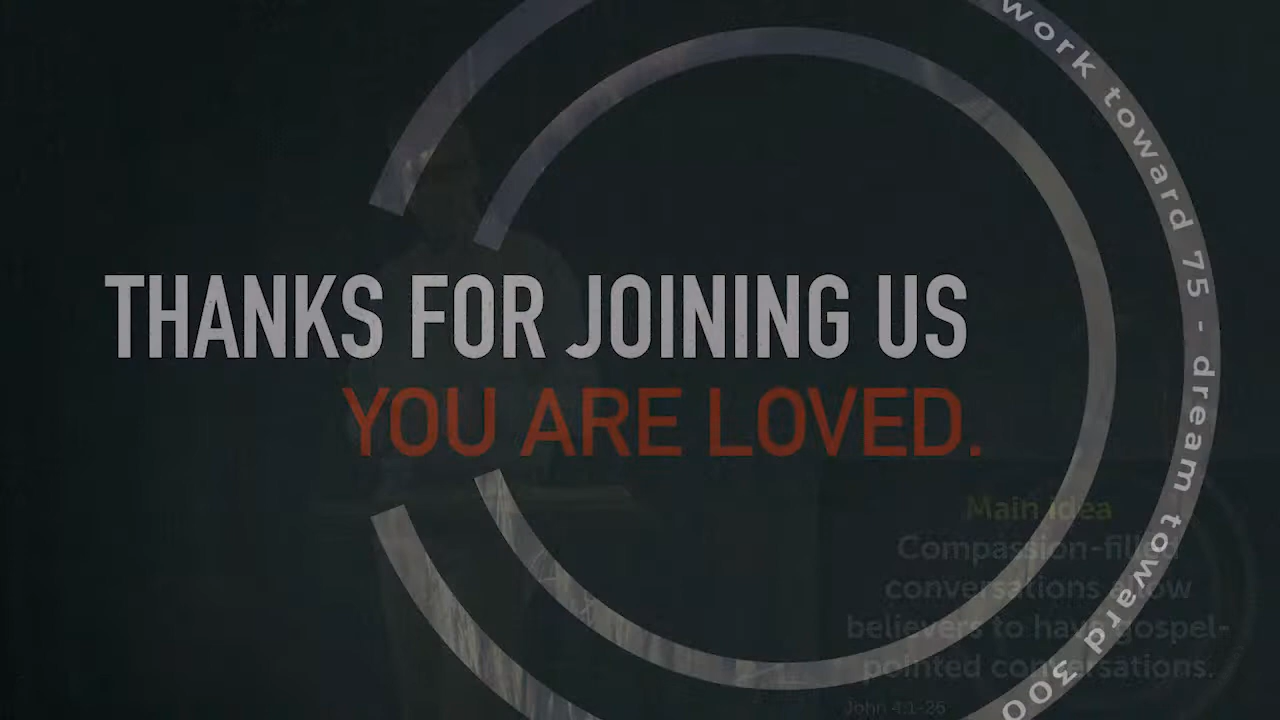 work toward 75 - dream toward 300
THANKS FOR JOINING US
YOU ARE LOVED.
Main idea
Compassion-filled
conversations allow
believers to have gospel-
pointed conversations.
John 4:1-26